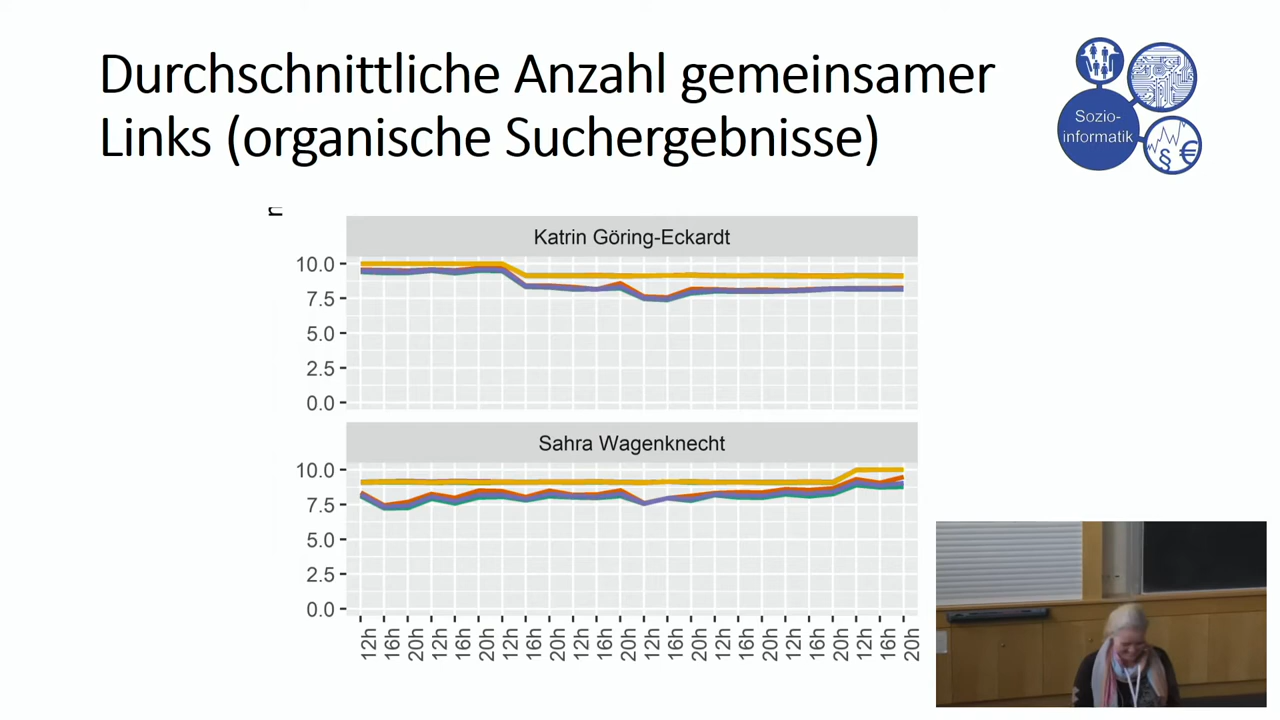 Durchschnittliche Anzahl gemeinsamer
Links (organische Suchergebnisse)
Sozio-
informatik
§ €
Katrin Göring-Eckardt
10.0
7.5
5.0
2.5
0.0
Sahra Wagenknecht
10.0
7.5
5.0
2.5
0.0
12h 16h 20h 12h 16h 20h 12h 16h 20h 12h 16h 20h 12h 16h 20h 12h 16h 20h 12h 16h 20h 12h 16h 20h